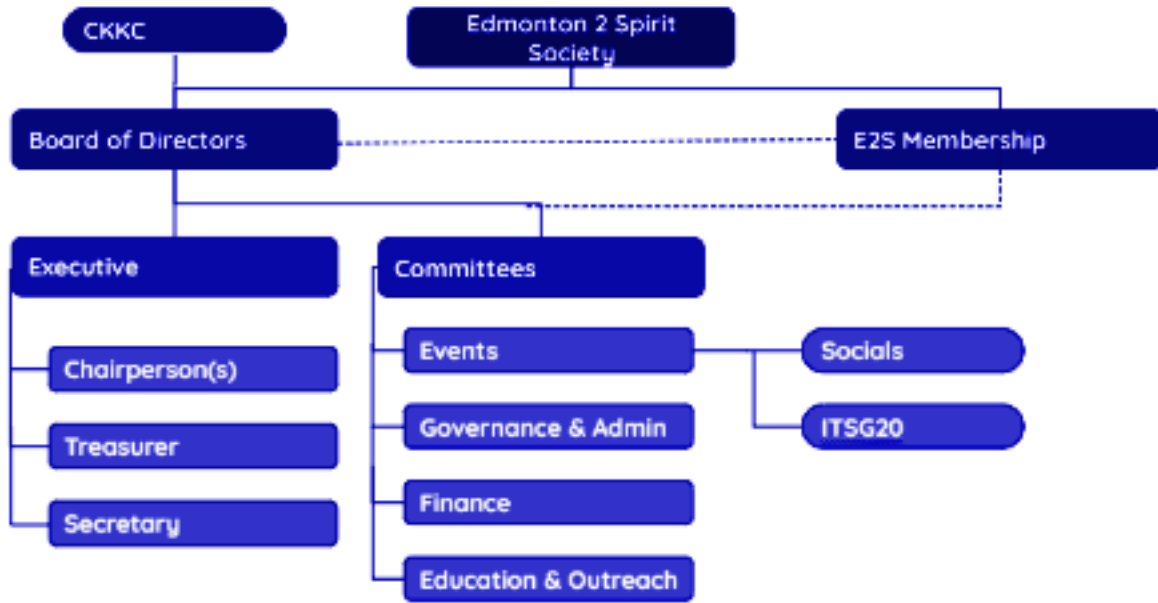 CKKC
Edmonton 2 Spirit
Society
Board of Directors
E2S Membership
Executive
Committees
Chairperson(s)
Treasurer
Secretary
Events
Governance & Admin
Finance
Education & Outreach
Socials
ITSG20